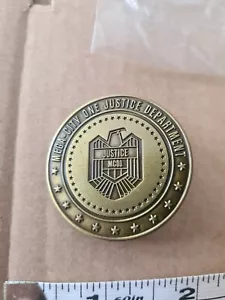 MEGA-CITY ONE JUSTICE DEPARTMENT
JUSTICE
MC01
1 2